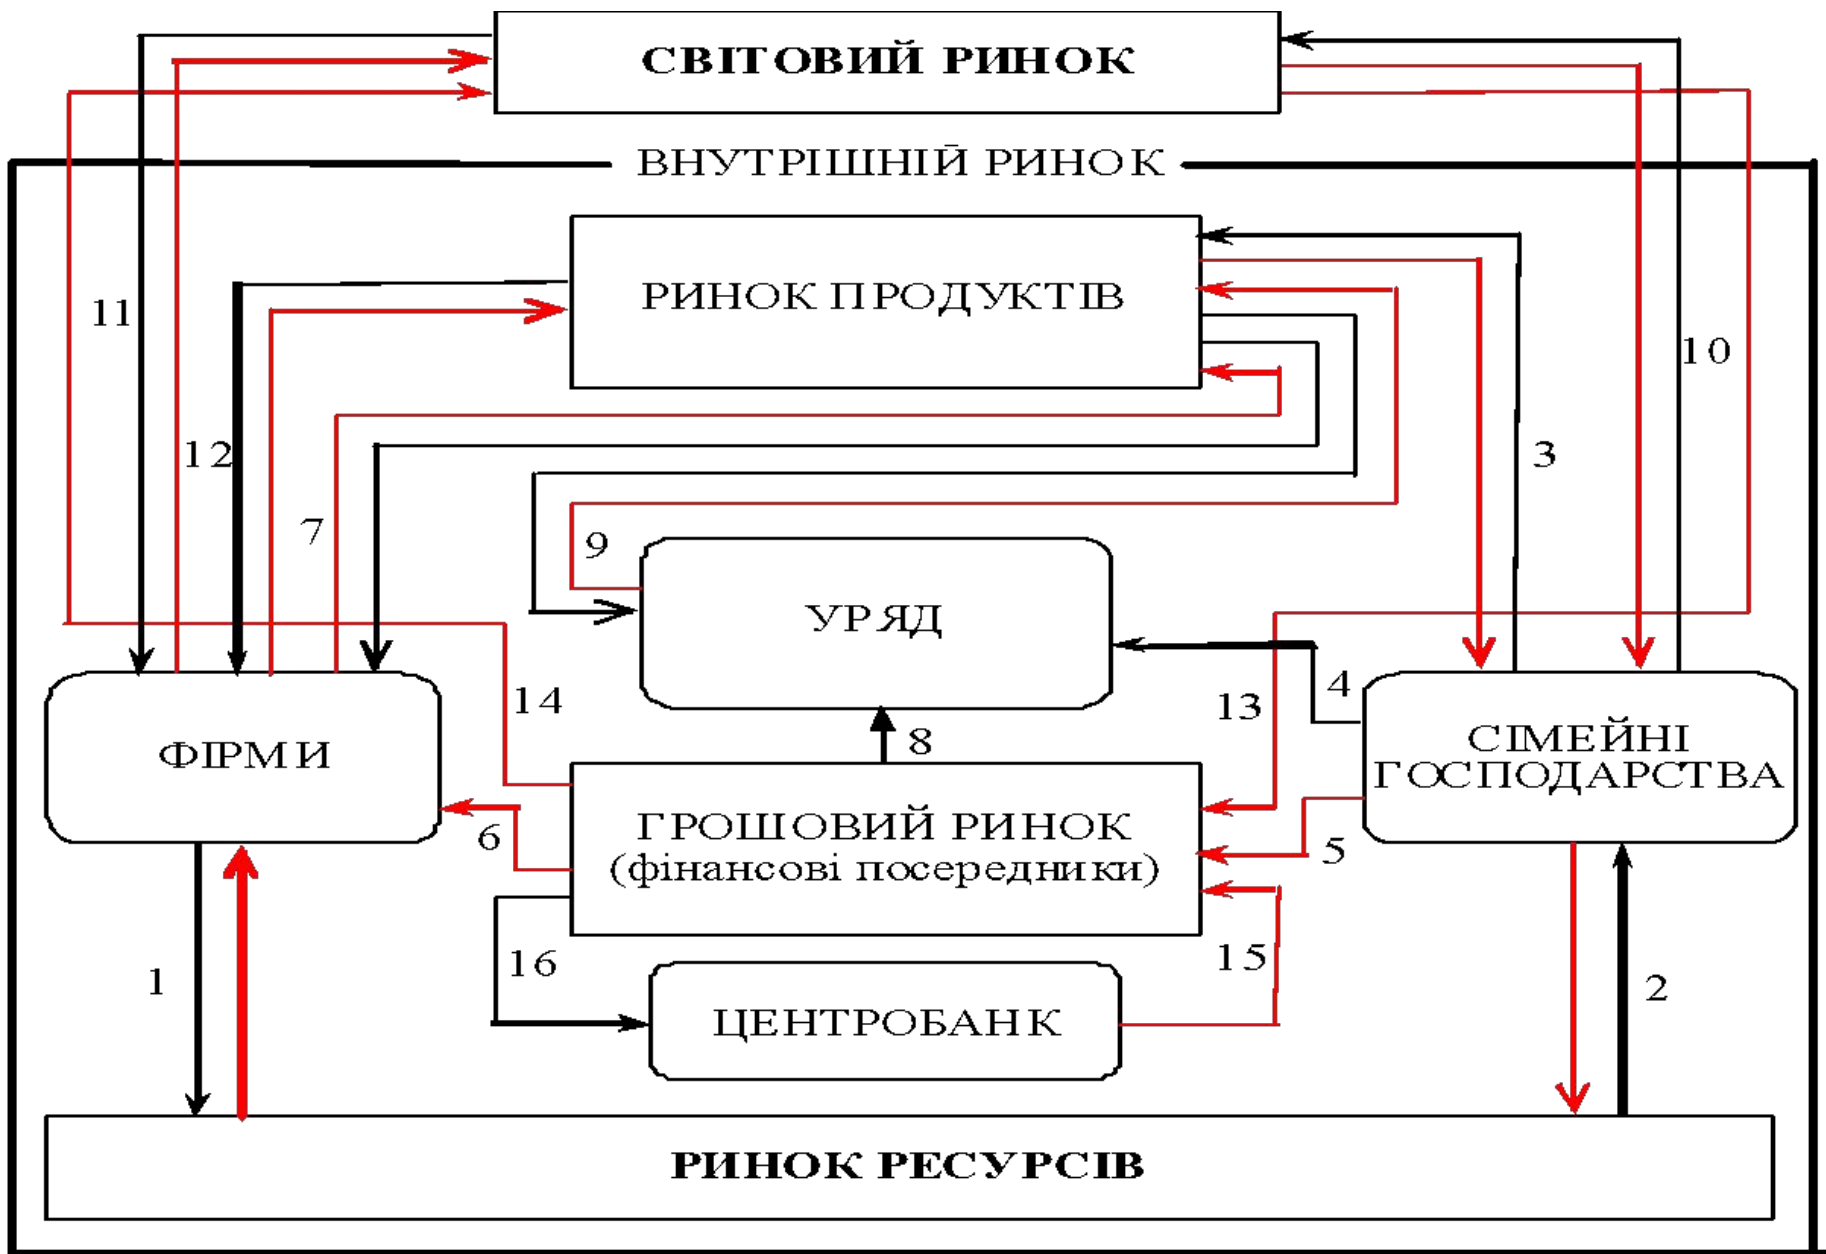 СВІТОВИЙ РИНОК
ВНУТРІШНІЙ РИНОК
РИНОК ПРОДУКТІВ
11
10
12
3
7
9
УРЯД
4
14
13
8
ФІРМИ
СІМЕЙНІ
ГОСПОДАРСТВА
ГРОШОВИЙ РИНОК
(фінансові посередники)
6
5
16
15
1
2
ЦЕНТРОБАНК
РИНОК РЕСУРСІВ